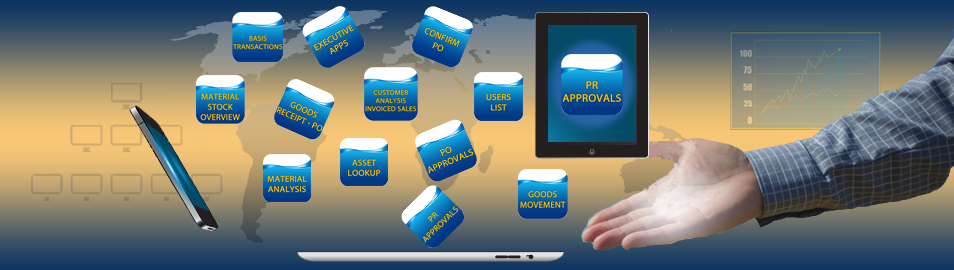 BASIS
TRANSACTIONS
EXECUTIVE
APPS
CONFIRM
PO
MATERIAL
STOCK
OVERVIEW
GOODS
RECEIPT - PO
CUSTOMER
ANALYSIS
INVOICED SALES
USERS
LIST
PR
APPROVALS
MATERIAL
ANALYSIS
ASSET
LOOKUP
PO
APPROVALS
PR
APPROVALS
GOODS
MOVEMENT
100
75
50
25
0